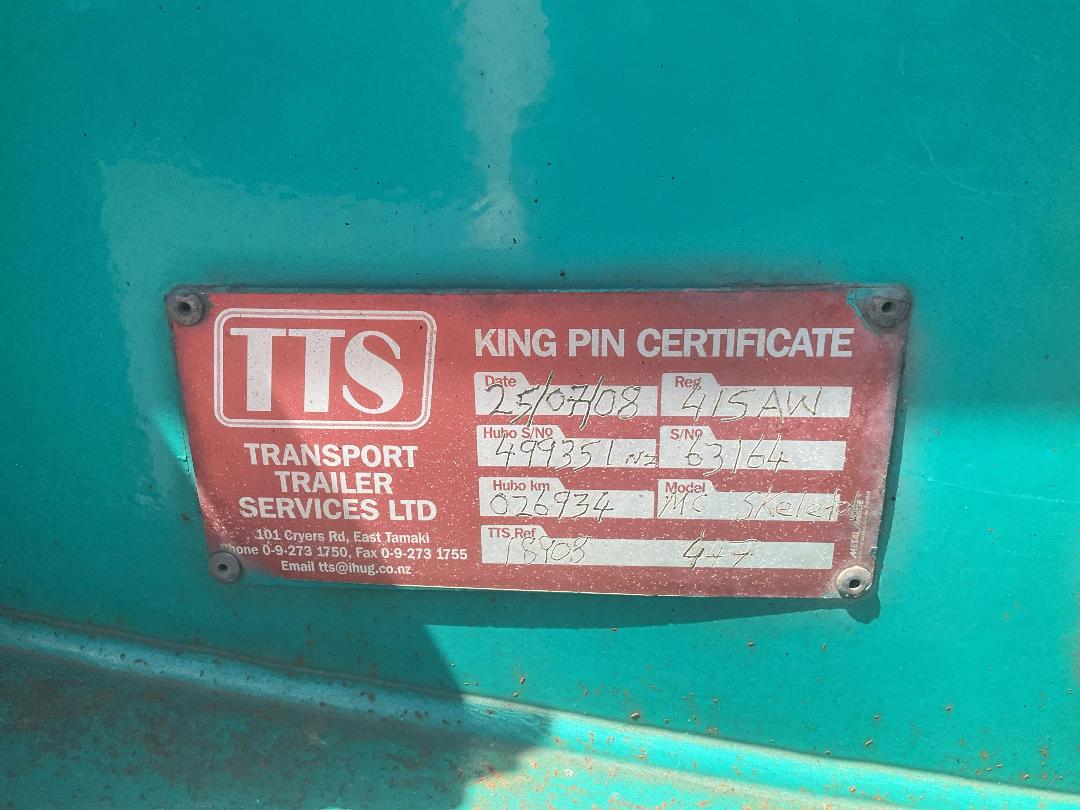 TTS
TRANSPORT
TRAILER
SERVICES LTD
101 Cryers Rd, East Tamaki
Phone 0-9-273 1750, Fax 0-9-273 1755
Email tts@ihug.co.nz
KING PIN CERTIFICATE
Date 25/07/08 Reg 415AW
Hubo S/Nº 499351 NZ S/Nº 63164
Hubo km 026934 Model MC
TTS Ref 18908 447